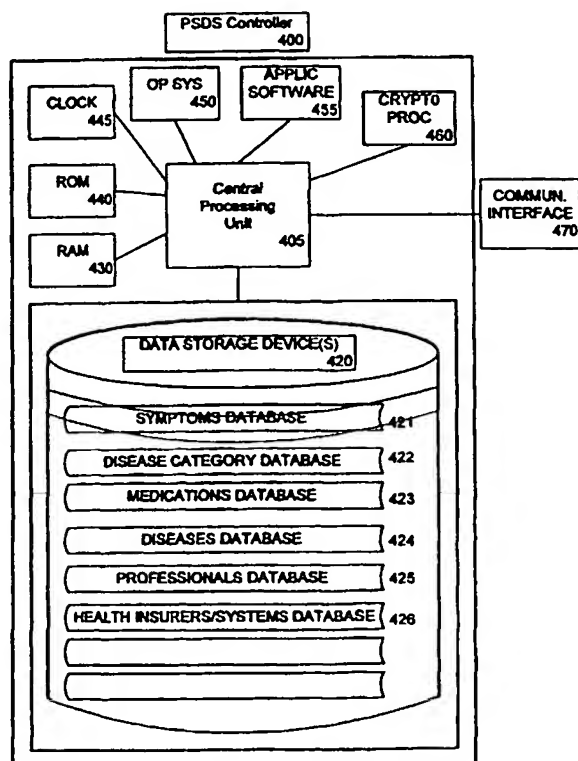 PSDS Controller
400
CLOCK
445
OP SYS
450
APPLIC
SOFTWARE
455
CRYPTO
PROC
460
ROM
440
Central
Processing
Unit
405
COMMUN.
INTERFACE
470
RAM
430
DATA STORAGE DEVICE(S)
420
SYMPTOMS DATABASE 421
DISEASE CATEGORY DATABASE 422
MEDICATIONS DATABASE 423
DISEASES DATABASE 424
PROFESSIONALS DATABASE 425
HEALTH INSURERS/SYSTEMS DATABASE 426